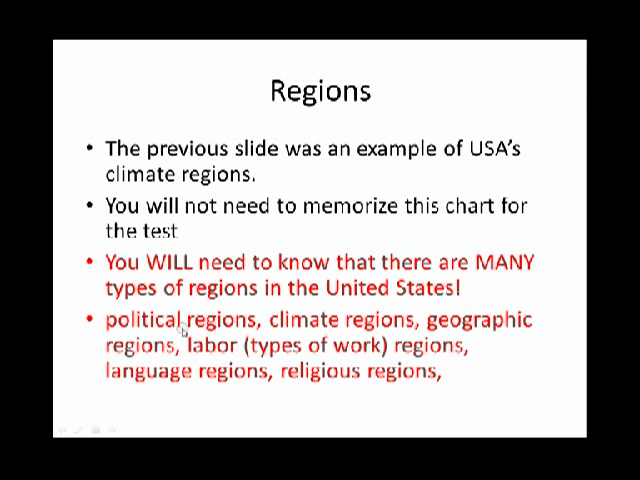 Regions
• The previous slide was an example of USA's
climate regions.
• You will not need to memorize this chart for
the test
• You WILL need to know that there are MANY
types of regions in the United States!
• political regions, climate regions, geographic
regions, labor (types of work) regions,
language regions, religious regions,